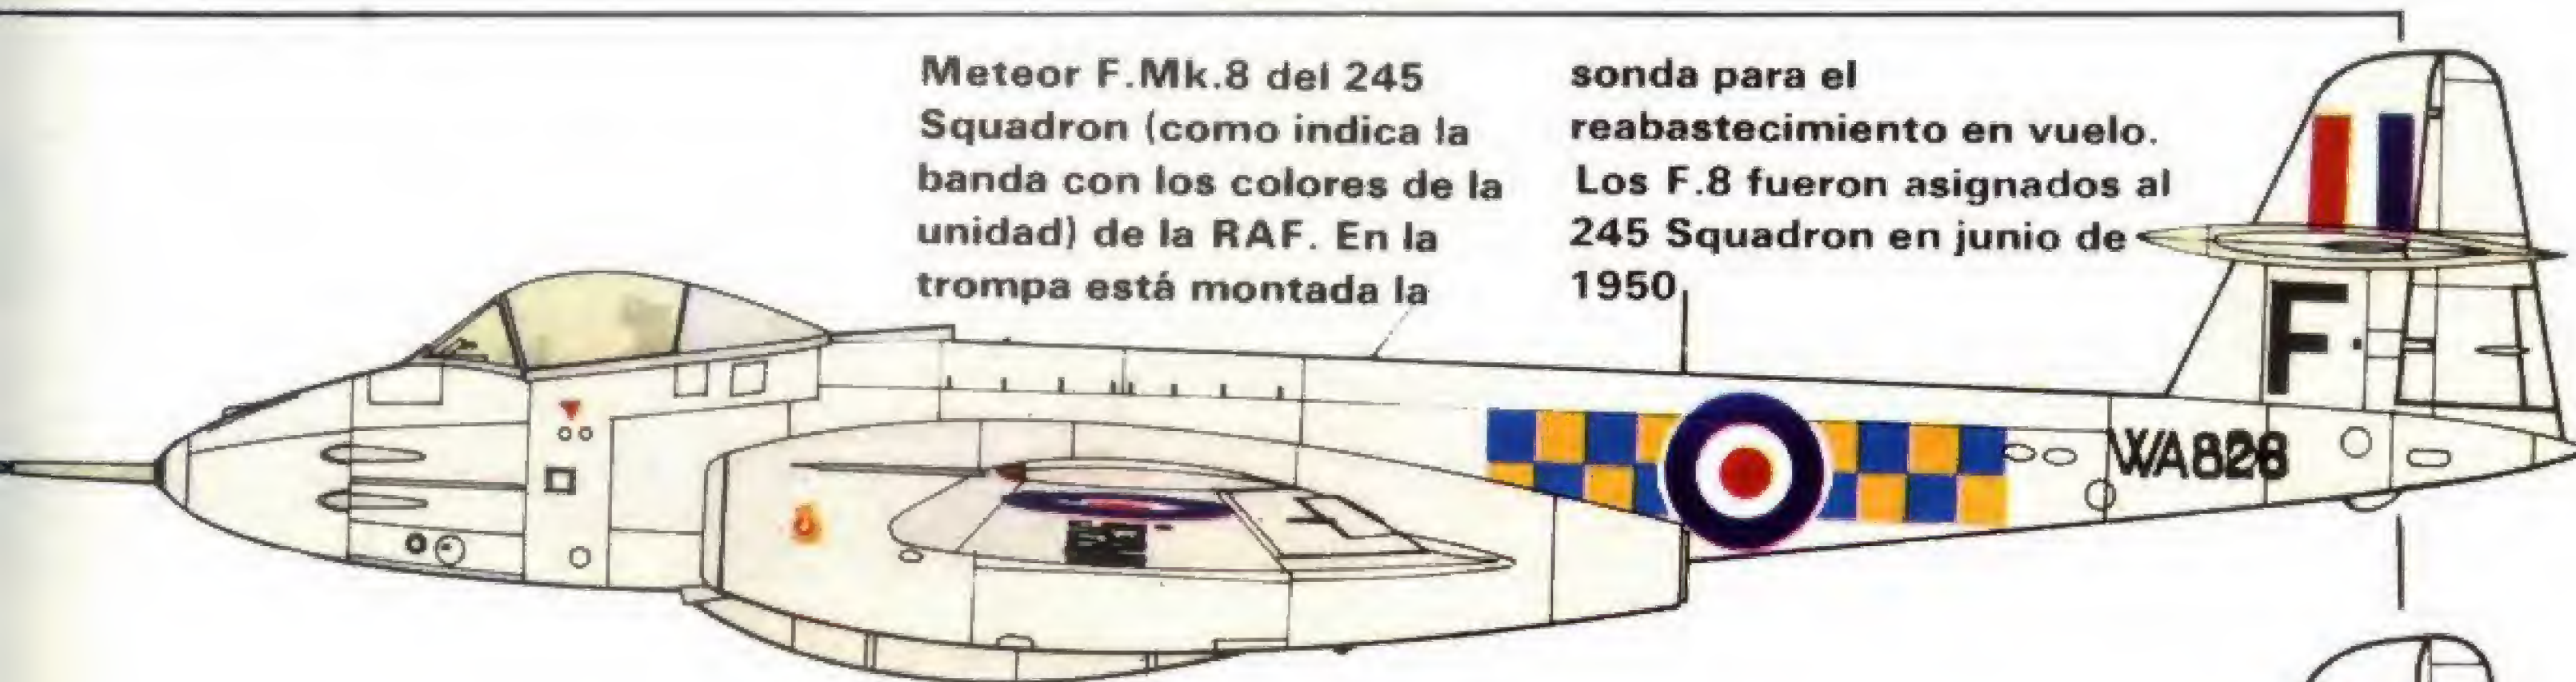 Meteor F.Mk.8 del 245
Squadron (como indica la
banda con los colores de la
unidad) de la RAF. En la
trompa está montada la
sonda para el
reabastecimiento en vuelo.
Los F.8 fueron asignados al
245 Squadron en junio de
1950
F
WA828